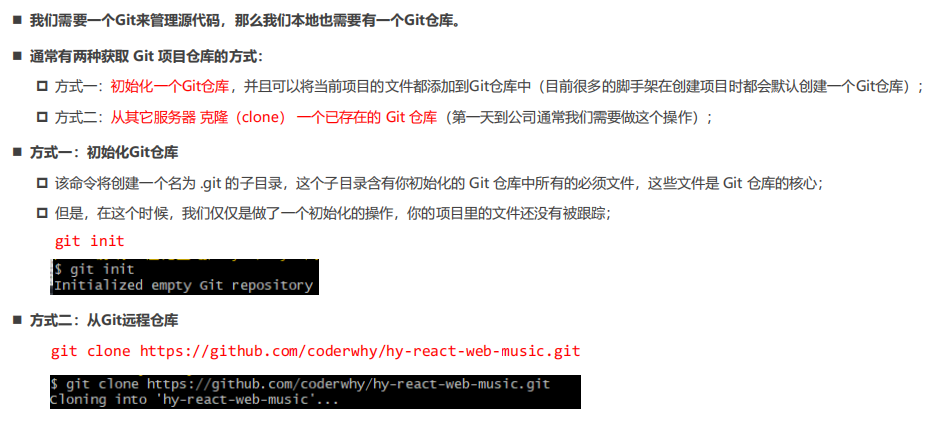 ■ 我们需要一个Git来管理源代码，那么我们本地也需要有一个Git仓库。
■ 通常有两种获取 Git 项目仓库的方式：
方式一：初始化一个Git仓库，并且可以将当前项目的文件都添加到Git仓库中（目前很多的脚手架在创建项目时都会默认创建一个Git仓库）；
方式二：从其它服务器 克隆（clone） 一个已存在的 Git 仓库（第一天到公司通常我们需要做这个操作）；
■ 方式一：初始化Git仓库
该命令将创建一个名为 .git 的子目录，这个子目录含有你初始化的 Git 仓库中所有的必须文件，这些文件是 Git 仓库的核心；
但是，在这个时候，我们仅仅是做了一个初始化的操作，你的项目里的文件还没有被跟踪；
git init
$ git init
Initialized empty Git repository
■ 方式二：从Git远程仓库
git clone https://github.com/coderwhy/hy-react-web-music.git
$ git clone https://github.com/coderwhy/hy-react-web-music.git
Cloning into 'hy-react-web-music'...